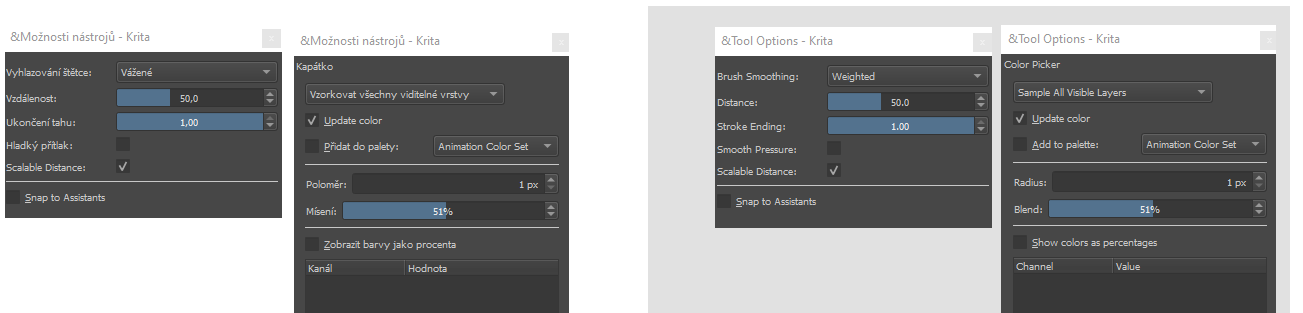 &Možnosti nástrojů - Krita
x
Vyhlazování štětce: Vážené
Vzdálenost: 50,0
Ukončení tahu: 1,00
Hladký přítlak:
Scalable Distance:
Snap to Assistants
&Možnosti nástrojů - Krita
x
Kapátko
Vzorkovat všechny viditelné vrstvy
Update color
Přidat do palety: Animation Color Set
Poloměr: 1 px
Mísení: 51%
Zobrazit barvy jako procenta
Kanál Hodnota
&Tool Options - Krita
x
Brush Smoothing: Weighted
Distance: 50.0
Stroke Ending: 1.00
Smooth Pressure:
Scalable Distance:
Snap to Assistants
&Tool Options - Krita
x
Color Picker
Sample All Visible Layers
Update color
Add to palette: Animation Color Set
Radius: 1 px
Blend: 51%
Show colors as percentages
Channel Value